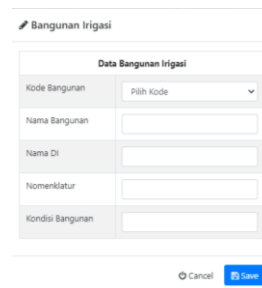 Bangunan Irigasi
Data Bangunan Irigasi
Kode Bangunan
Pilih Kode
Nama Bangunan
Nama DI
Nomenklatur
Kondisi Bangunan
Cancel
Save